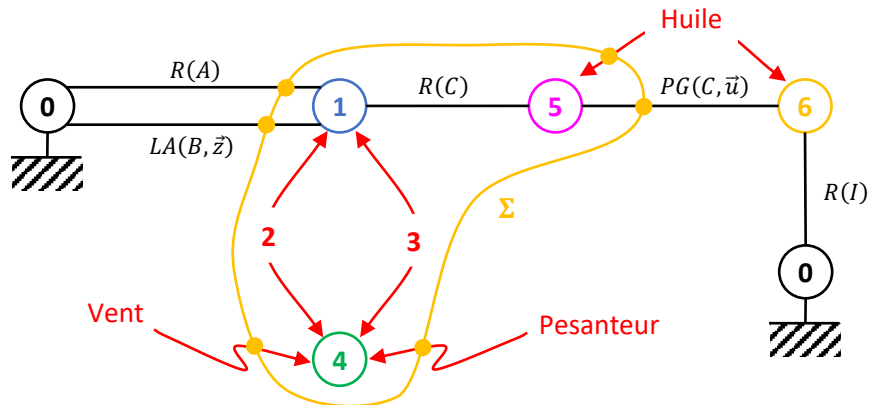 Huile
R(A)
R(C)
PG(C, u⃗)
0
1
5
6
LA(B, z⃗)
R(I)
Σ
2
3
0
Vent
Pesanteur
4